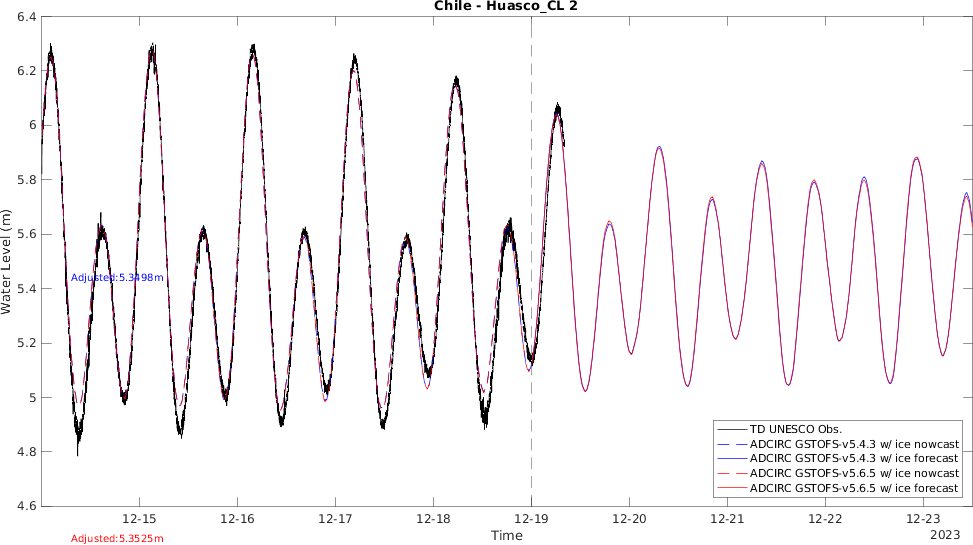 Chile - Huasco_CL 2
6.4
6.2
6
5.8
5.6
5.4
5.2
5
4.8
4.6
Water Level (m)
Adjusted:5.3498m
TD UNESCO Obs.
ADCIRC GSTOFS-v5.4.3 w/ ice nowcast
ADCIRC GSTOFS-v5.4.3 w/ ice forecast
ADCIRC GSTOFS-v5.6.5 w/ ice nowcast
ADCIRC GSTOFS-v5.6.5 w/ ice forecast
12-15 12-16 12-17 12-18 12-19 12-20 12-21 12-22 12-23
Time
2023
Adjusted:5.3525m